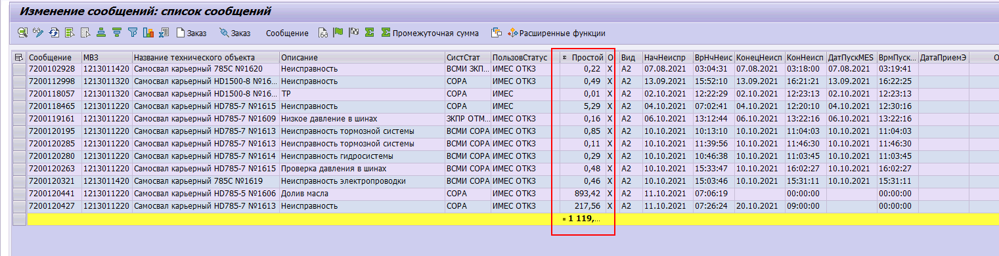 Изменение сообщений: список сообщений
Заказ Заказ Сообщение Промежуточная сумма Расширенные функции
Сообщение МВЗ Название технического объекта Описание СистСтат ПользовСтатус Σ Простой О Вид НачНеиспр ВрНчНеис КонецНеисп КонНеисп ДатПускMES ВрмПуск... ДатаПриемЭ О
7200102928 1213011420 Самосвал карьерный 785С №1620 Неисправность ВСМИ ЗКП... ИМЕС ОТКЗ 0,22 X A2 07.08.2021 03:04:31 07.08.2021 03:18:00 07.08.2021 03:19:41
7200112998 1213011320 Самосвал карьерный HD1500-8 №16... Неисправность СОРА ИМЕС ОТКЗ 0,49 X A2 13.09.2021 15:52:10 13.09.2021 16:21:21 13.09.2021 16:22:25
7200118057 1213011320 Самосвал карьерный HD1500-8 №16... ТР СОРА ИМЕС 0,01 X A2 02.10.2021 12:22:29 02.10.2021 12:23:13 02.10.2021 12:23:13
7200118465 1213011220 Самосвал карьерный HD785-7 №1615 Неисправность СОРА ИМЕС 5,29 X A2 04.10.2021 07:02:41 04.10.2021 12:20:10 04.10.2021 12:30:16
7200119161 1213011220 Самосвал карьерный HD785-7 №1609 Низкое давление в шинах ЗКПР ОТМ... ИМЕС ОТКЗ 0,16 X A2 06.10.2021 13:12:44 06.10.2021 13:22:16 06.10.2021 13:22:16
7200120195 1213011220 Самосвал карьерный HD785-7 №1613 Неисправность тормозной системы ВСМИ СОРА ИМЕС ОТКЗ 0,85 X A2 10.10.2021 10:13:10 10.10.2021 11:04:03 10.10.2021 11:04:03
7200120285 1213011220 Самосвал карьерный HD785-7 №1613 Неисправность тормозной системы ВСМИ СОРА ИМЕС ОТКЗ 0,11 X A2 10.10.2021 11:39:56 10.10.2021 11:46:30 10.10.2021 11:46:30
7200120280 1213011220 Самосвал карьерный HD785-7 №1614 Неисправность гидросистемы ВСМИ СОРА ИМЕС ОТКЗ 0,29 X A2 10.10.2021 10:46:38 10.10.2021 11:03:45 10.10.2021 11:03:45
7200120263 1213011220 Самосвал карьерный HD785-7 №1615 Проверка давления в шинах ВСМИ СОРА ИМЕС ОТКЗ 0,48 X A2 10.10.2021 15:33:47 10.10.2021 16:02:27 10.10.2021 16:02:27
7200120321 1213011420 Самосвал карьерный 785С №1619 Неисправность электропроводки ВСМИ СОРА ИМЕС ОТКЗ 0,46 X A2 10.10.2021 15:03:46 10.10.2021 15:31:11 10.10.2021 15:31:11
7200120441 1213011220 Самосвал карьерный HD785-5 №1606 Долив масла СОРА ИМЕС ОТКЗ 893,42 X A2 11.10.2021 07:06:19 00:00:00 00:00:00
7200120427 1213011220 Самосвал карьерный HD785-7 №1613 Неисправность СОРА ИМЕС ОТКЗ 217,56 X A2 11.10.2021 07:26:24 20.10.2021 09:00:00 00:00:00
1 119,...